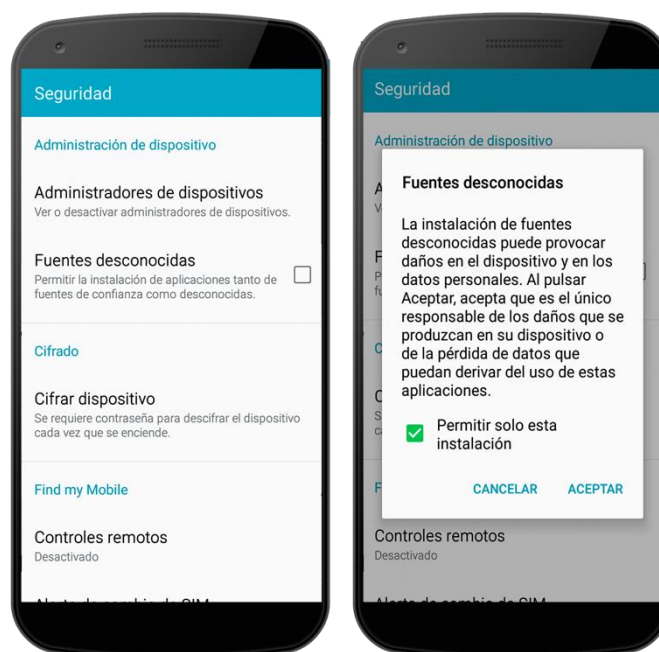 Seguridad
Administración de dispositivo
Administradores de dispositivos
Ver o desactivar administradores de dispositivos.
Fuentes desconocidas
Permitir la instalación de aplicaciones tanto de
fuentes de confianza como desconocidas.
Cifrado
Cifrar dispositivo
Se requiere contraseña para descifrar el dispositivo
cada vez que se enciende.
Find my Mobile
Controles remotos
Desactivado
Seguridad
Administración de dispositivo
Fuentes desconocidas
La instalación de fuentes
desconocidas puede provocar
daños en el dispositivo y en los
datos personales. Al pulsar
Aceptar, acepta que es el único
responsable de los daños que se
produzcan en su dispositivo o
de la pérdida de datos que
puedan derivar del uso de estas
aplicaciones.
Permitir solo esta
instalación
CANCELAR ACEPTAR
Controles remotos
Desactivado